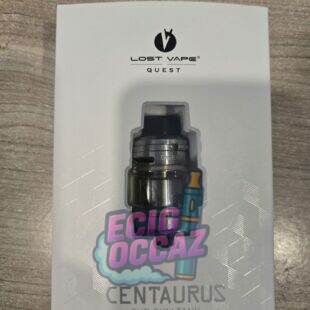 LOST VAPE®
QUEST
ECIG
OCCAZ
CENTAURUS